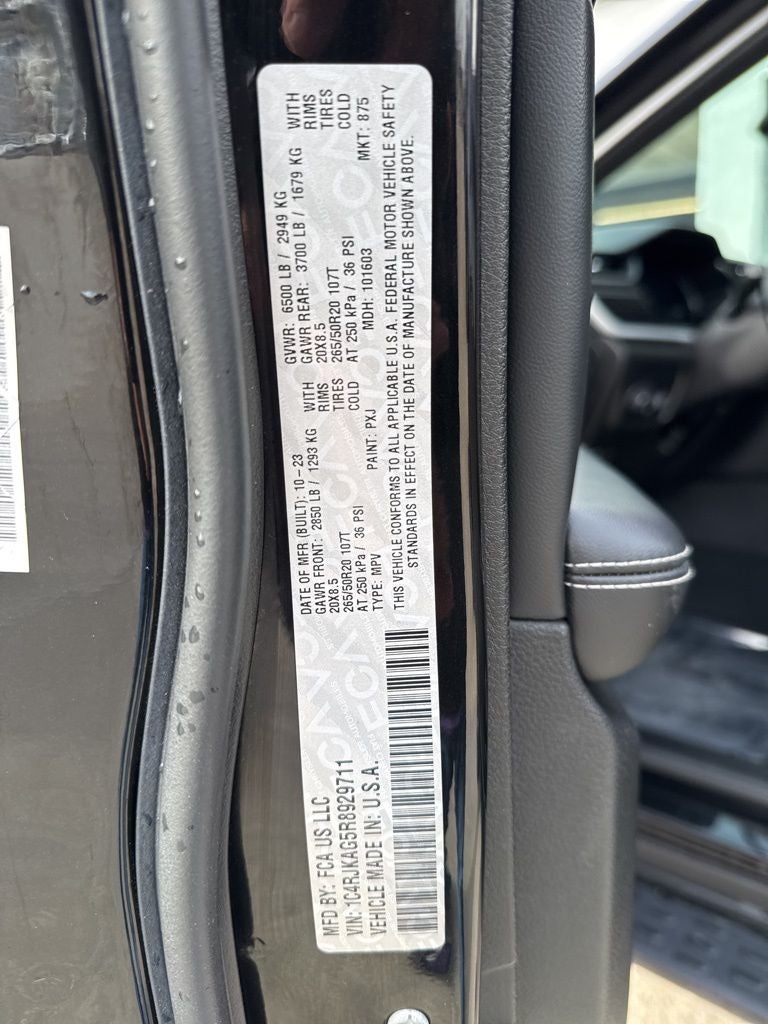 MFD BY: FCA US LLC
VIN: 1C4RJKAG5R8929711
VEHICLE MADE IN: U.S.A.
DATE OF MFR (BUILT): 10-23 GVWR: 6500 LB / 2949 KG
GAWR FRONT: 2850 LB / 1293 KG WITH GAWR REAR: 3700 LB / 1679 KG WITH
20X8.5 RIMS 20X8.5 RIMS
265/50R20 107T TIRES 265/50R20 107T TIRES
AT 250 kPa / 36 PSI COLD AT 250 kPa / 36 PSI COLD
TYPE: MPV PAINT: PXJ MDH: 101603 MKT: 875
THIS VEHICLE CONFORMS TO ALL APPLICABLE U.S.A. FEDERAL MOTOR VEHICLE SAFETY
STANDARDS IN EFFECT ON THE DATE OF MANUFACTURE SHOWN ABOVE.